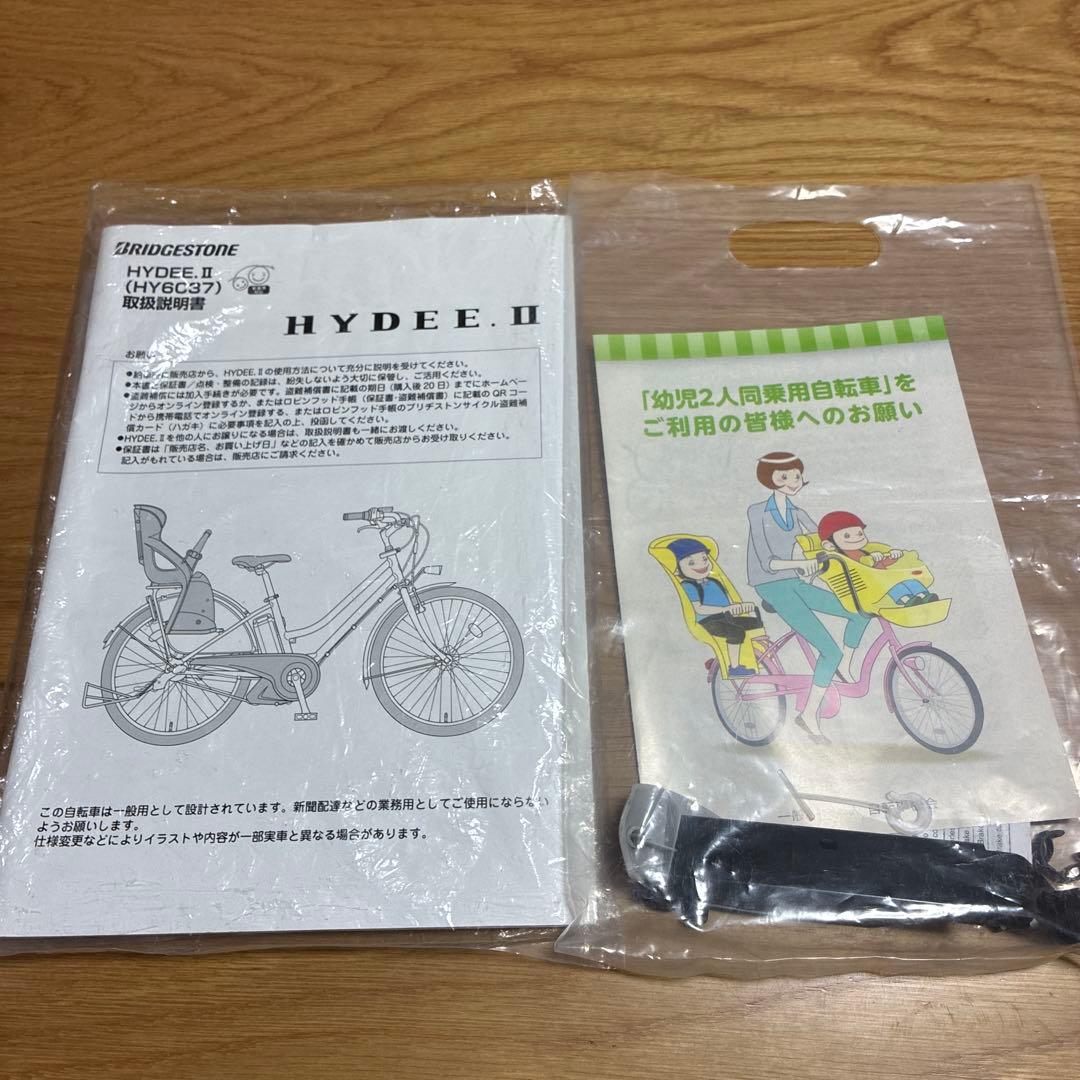 BRIDGESTONE
HYDEE.Ⅱ
(HY6C37)
取扱説明書
HYDEE.Ⅱ
お願い
に販売店から、HYDEE.Ⅱの使用方法について充分に説明を受けてください。
●本書と保証書／点検・整備の記録は、紛失しないよう大切に保管し、ご活用ください。
●盗難補償には加入手続きが必要です。盗難補償書に記載の期日（購入後20日）までにホームペー
ジからオンライン登録するか、またはロビンフッド手帳（保証書・盗難補償書）に記載のQRコー
ドから携帯電話でオンライン登録する、またはロビンフッド手帳のブリヂストンサイクル盗難補
償カード（ハガキ）に必要事項を記入の上、投函してください。
●HYDEE.Ⅱを他の人にお譲りになる場合は、取扱説明書も一緒にお渡しください。
●保証書は「販売店名、お買い上げ日」などの記入を確かめて販売店からお受け取りください。
記入がもれている場合は、販売店にご請求ください。
この自転車は一般用として設計されています。新聞配達などの業務用としてご使用にならない
ようお願いします。
仕様変更などによりイラストや内容が一部実車と異なる場合があります。
「幼児2人同乗用自転車」を
ご利用の皆様へのお願い